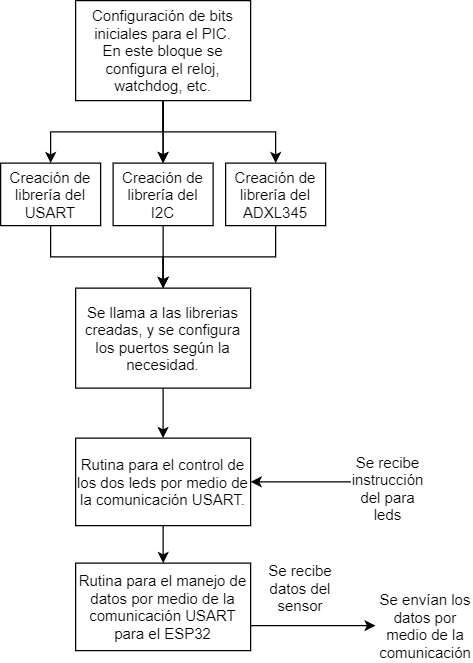 Configuración de bits
iniciales para el PIC.
En este bloque se
configura el reloj,
watchdog, etc.
Creación de
librería del
USART
Creación de
librería del
I2C
Creación de
librería del
ADXL345
Se llama a las librerias
creadas, y se configura
los puertos según la
necesidad.
Rutina para el control de
los dos leds por medio de
la comunicación USART.
Se recibe
instrucción
del para
leds
Rutina para el manejo de
datos por medio de la
comunicación USART
para el ESP32
Se recibe
datos del
sensor
Se envían los
datos por
medio de la
comunicación